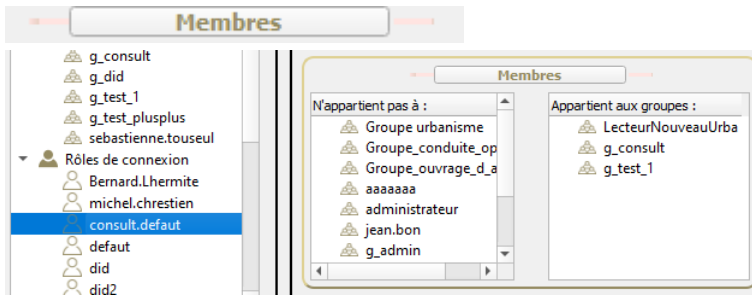 Membres
g_consult
g_did
g_test_1
g_test_plusplus
sebastienne.touseul
Rôles de connexion
Bernard.Lhermite
michel.chrestien
consult.defaut
defaut
did
did2
Membres
N'appartient pas à :
Groupe urbanisme
Groupe_conduite_op
Groupe_ouvrage_d_a
aaaaaaa
administrateur
jean.bon
g_admin
Appartient aux groupes :
LecteurNouveauUrba
g_consult
g_test_1